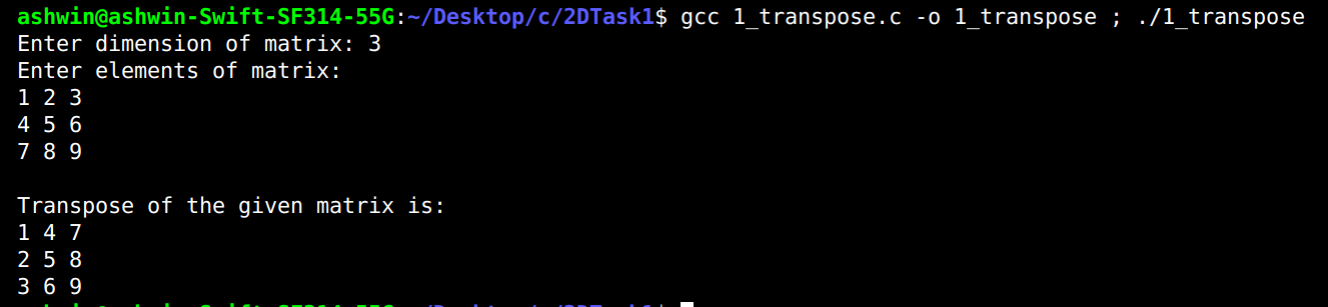 ashwin@ashwin-Swift-SF314-55G:~/Desktop/c/2DTask1$ gcc 1_transpose.c -o 1_transpose ; ./1_transpose
Enter dimension of matrix: 3
Enter elements of matrix:
1 2 3
4 5 6
7 8 9
Transpose of the given matrix is:
1 4 7
2 5 8
3 6 9